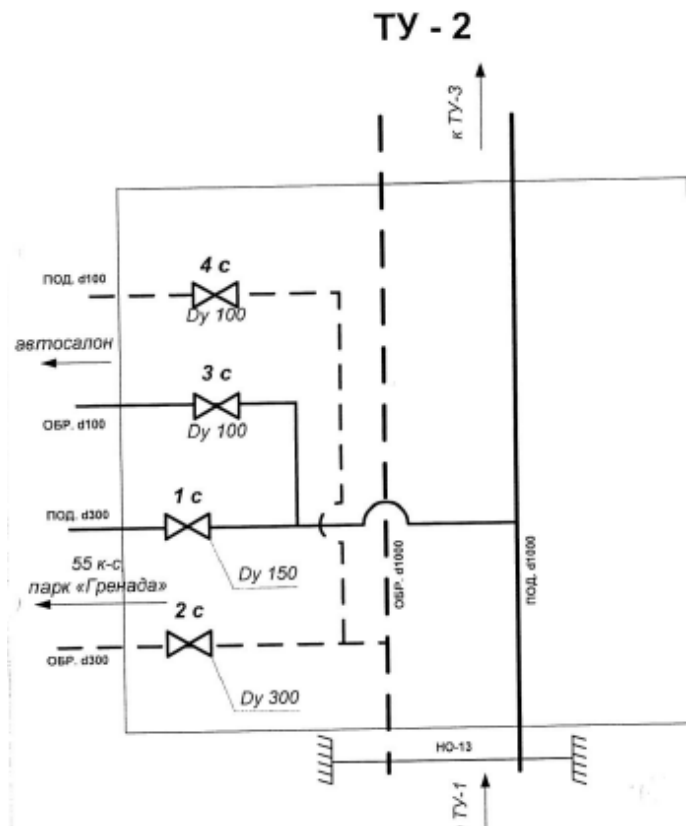 ТУ - 2
к ТУ-3
4 с
ПОД. d100
Dy 100
автосалон
3 с
ОБР. d100
Dy 100
1 с
ПОД. d300
Dy 150
55 к-с,
парк «Гренада»
ОБР. d1000
ПОД. d1000
2 с
ОБР. d300
Dy 300
НО-13
ТУ-1